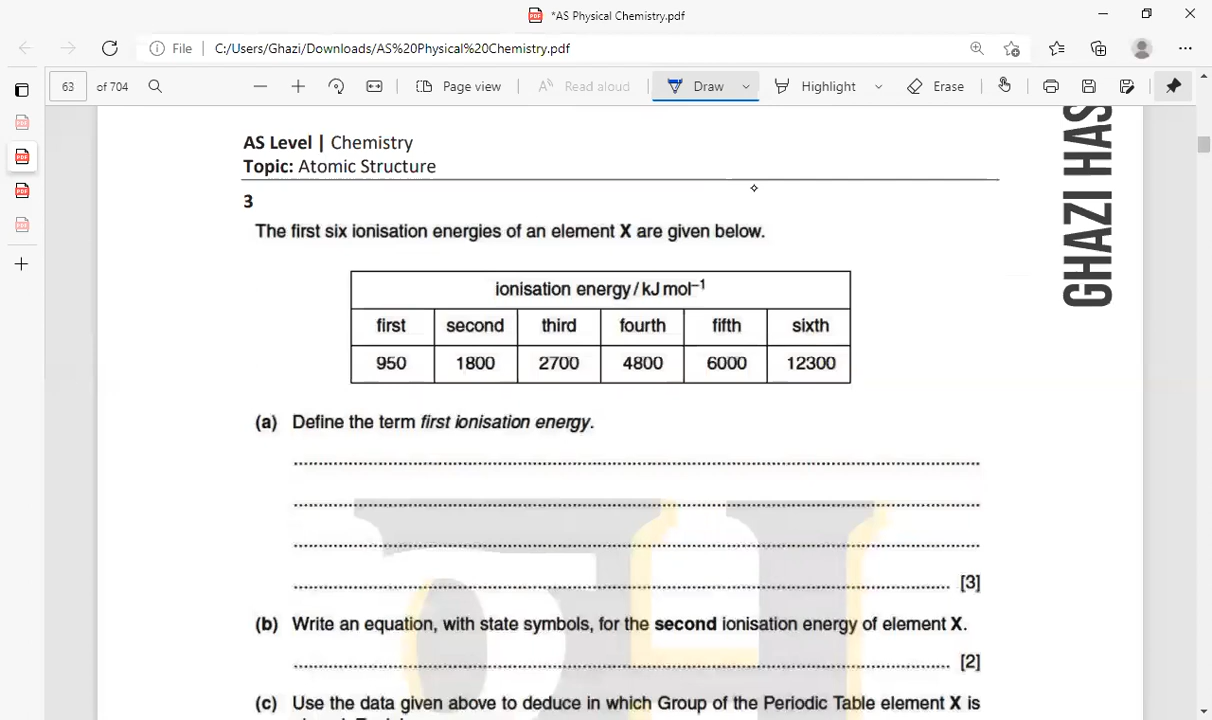 *AS Physical Chemistry.pdf
File
C:/Users/Ghazi/Downloads/AS%20Physical%20Chemistry.pdf
63 of 704
Page view
Read aloud
Draw
Highlight
Erase
GHAZI HAS
AS Level | Chemistry
Topic: Atomic Structure
3
The first six ionisation energies of an element X are given below.
ionisation energy / kJ mol⁻¹
first second third fourth fifth sixth
950 1800 2700 4800 6000 12300
(a) Define the term first ionisation energy.
[3]
(b) Write an equation, with state symbols, for the second ionisation energy of element X.
[2]
(c) Use the data given above to deduce in which Group of the Periodic Table element X is